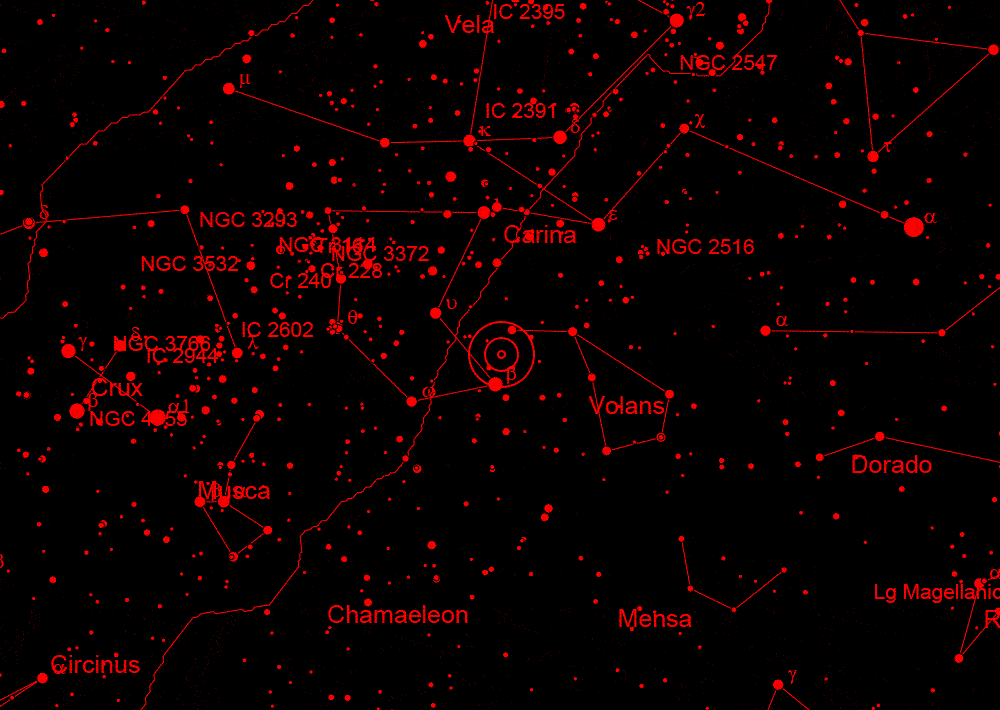 IC 2395
γ2
Vela
NGC 2547
μ
IC 2391
κ
δ
χ
τ
ε
δ
NGC 3293
Carina
α
NGC 3372
NGC 2516
NGC 3532
Cr 228
Cr 240
υ
θ
α
IC 2602
δ
γ
NGC 3766
λ
IC 2944
β
Crux
ω
β
α1
Volans
NGC 4755
Dorado
Musca
β
α
Lg Magellanic
Chamaeleon
Mensa
R
Circinus
α
γ